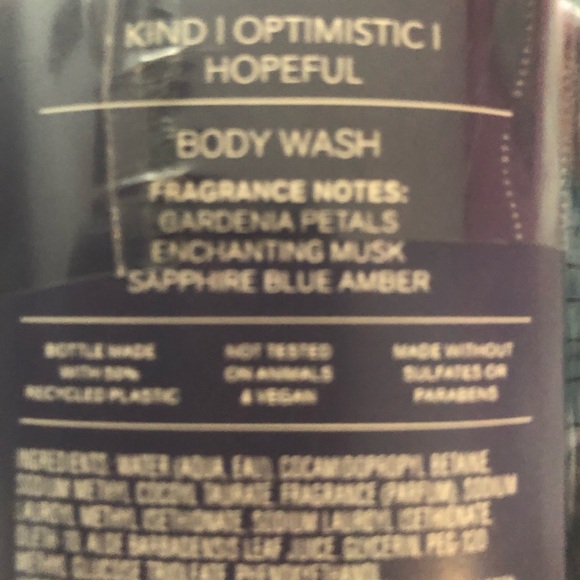 KIND | OPTIMISTIC |
HOPEFUL
BODY WASH
FRAGRANCE NOTES:
GARDENIA PETALS
ENCHANTING MUSK
SAPPHIRE BLUE AMBER
BOTTLE MADE
WITH 50%
RECYCLED PLASTIC
NOT TESTED
ON ANIMALS
& VEGAN
MADE WITHOUT
SULFATES OR
PARABENS
INGREDIENTS: WATER (AQUA, EAU), COCAMIDOPROPYL BETAINE,
SODIUM METHYL COCOYL TAURATE, FRAGRANCE (PARFUM), SODIUM
LAUROYL METHYL ISETHIONATE, SODIUM LAUROYL ISETHIONATE,
ALOE BARBADENSIS LEAF JUICE, GLYCERIN, PEG-120
METHYL GLUCOSE TRIOLEATE, PHENOXYETHANOL